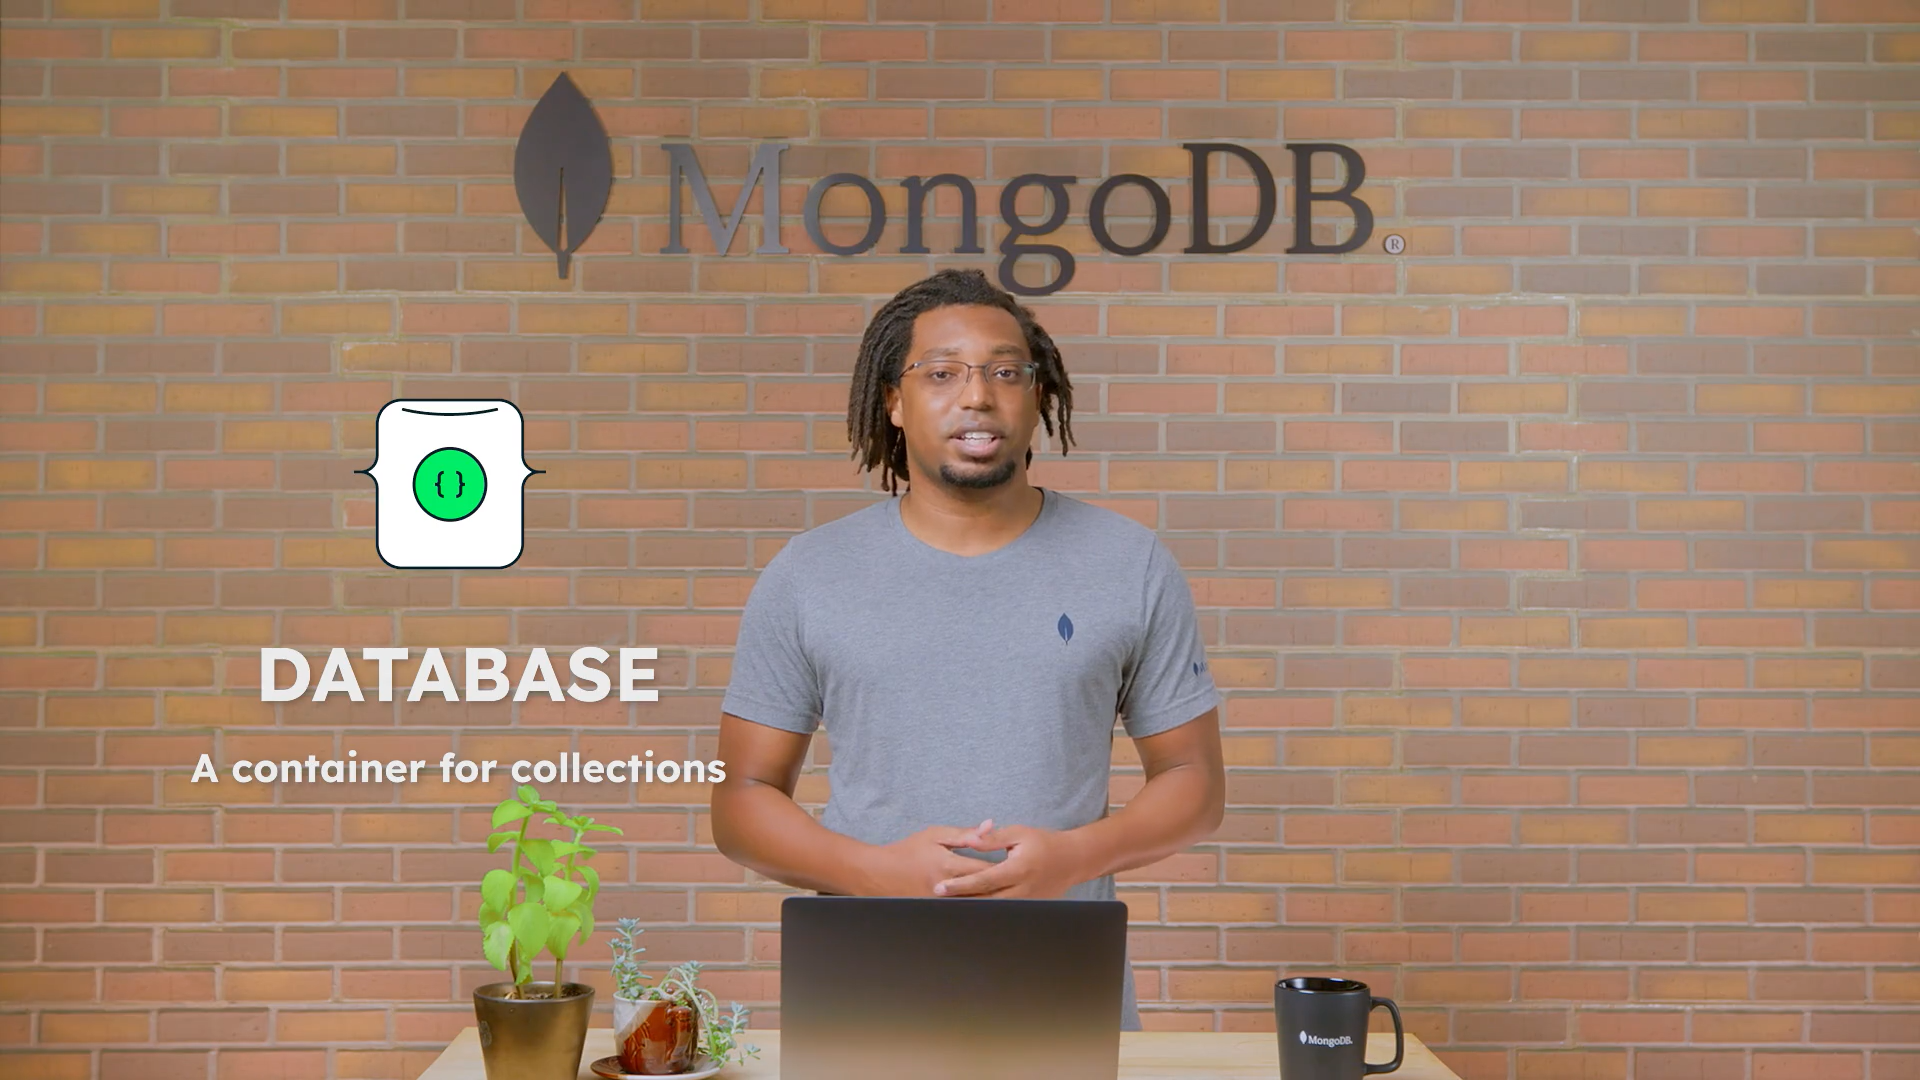 MongoDB®
{ }
DATABASE
A container for collections
MongoDB.